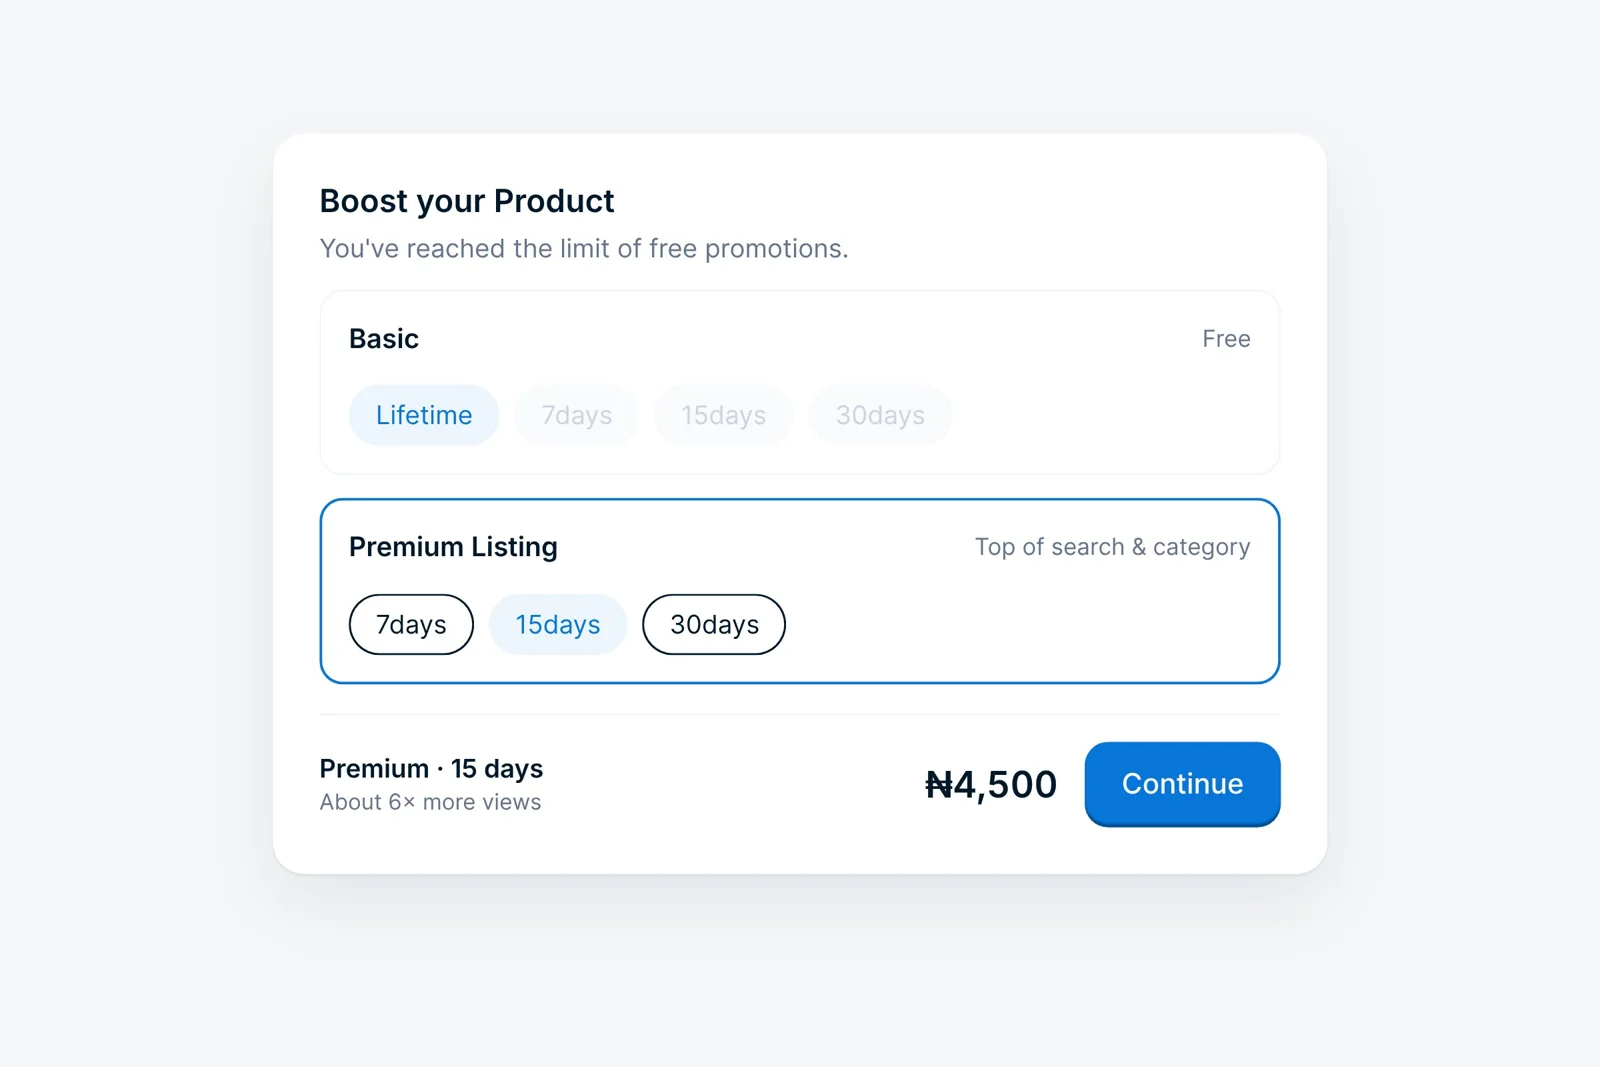 Boost your Product
You've reached the limit of free promotions.
Basic
Free
Lifetime
7days
15days
30days
Premium Listing
Top of search & category
7days
15days
30days
Premium · 15 days
About 6× more views
₦4,500
Continue